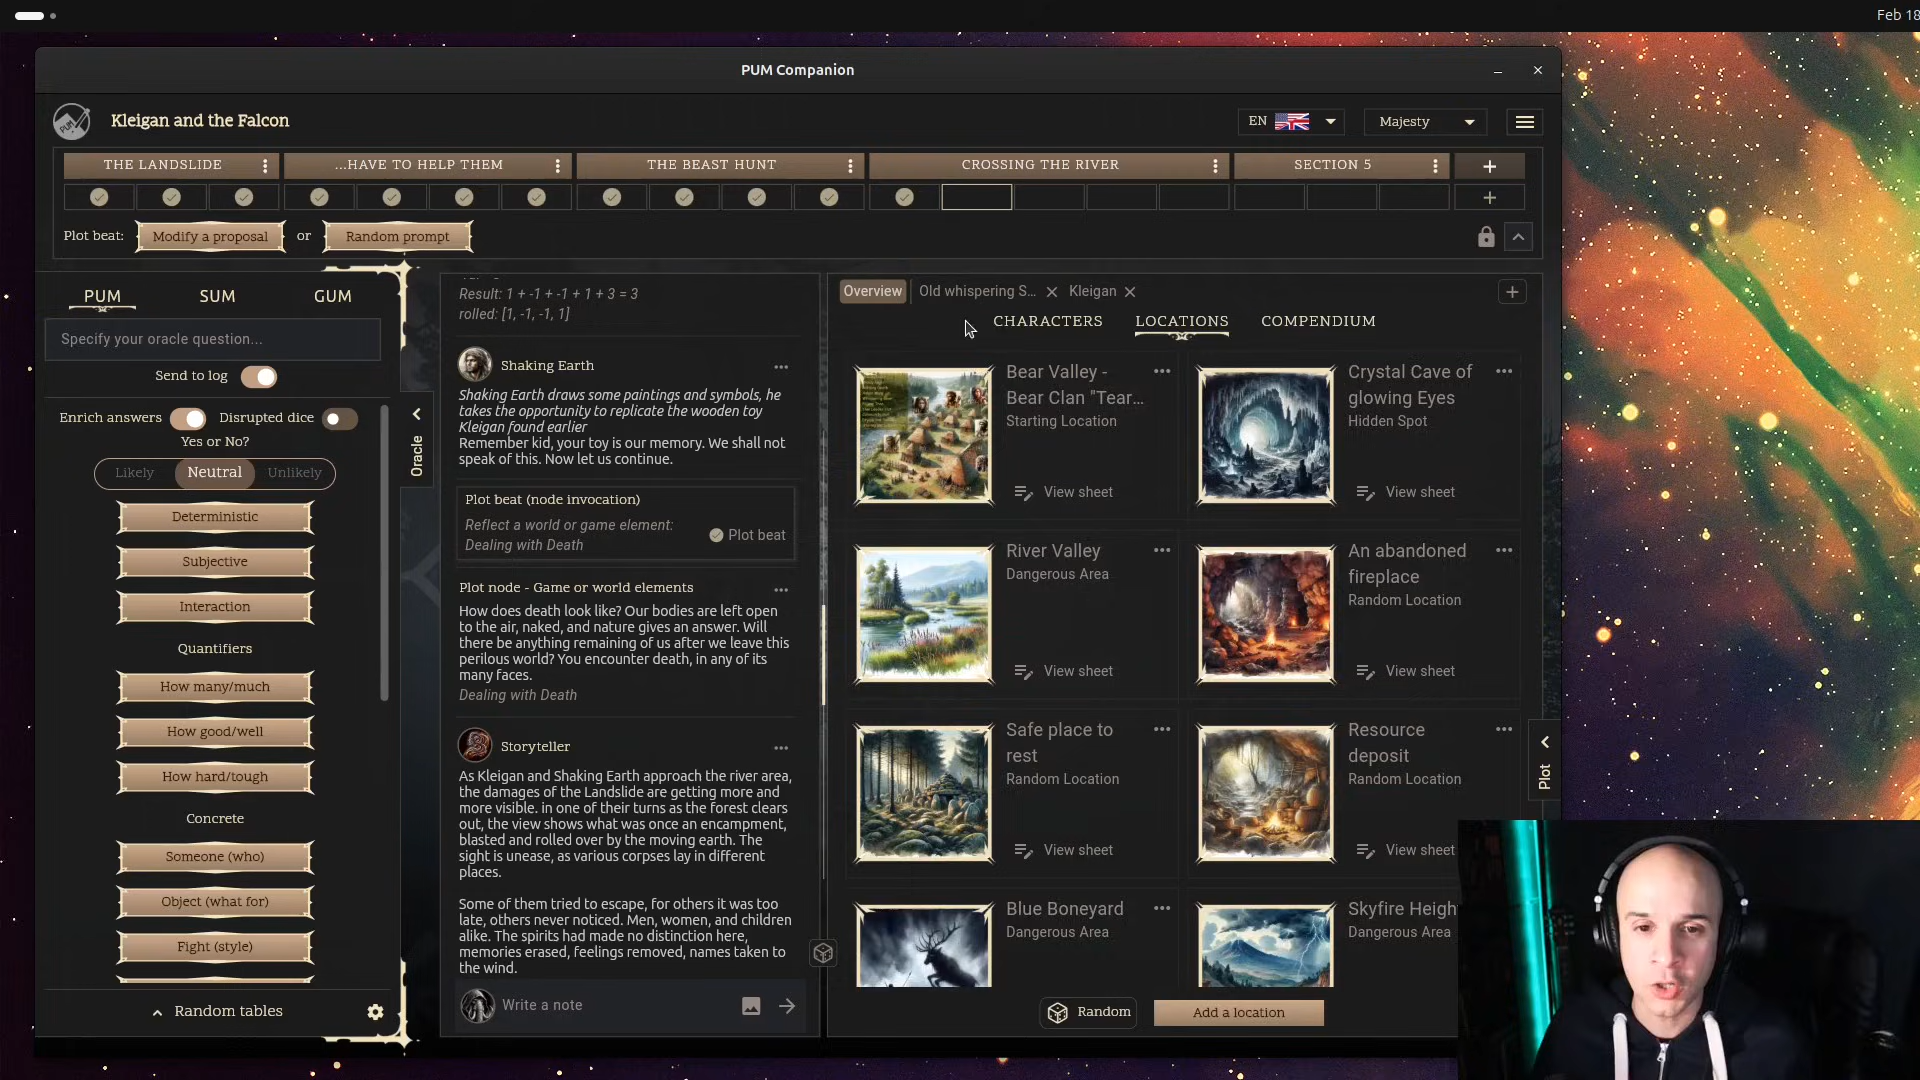 Feb 18
PUM Companion
PUM
Kleigan and the Falcon
EN
Majesty
THE LANDSLIDE
...HAVE TO HELP THEM
THE BEAST HUNT
CROSSING THE RIVER
SECTION 5
Plot beat:
Modify a proposal
or
Random prompt
PUM
SUM
GUM
Specify your oracle question...
Send to log
Enrich answers
Disrupted dice
Yes or No?
Likely
Neutral
Unlikely
Deterministic
Subjective
Interaction
Quantifiers
How many/much
How good/well
How hard/tough
Concrete
Someone (who)
Object (what for)
Fight (style)
Random tables
Oracle
Result: 1 + -1 + -1 + 1 + 3 = 3
rolled: [1, -1, -1, 1]
Shaking Earth
Shaking Earth draws some paintings and symbols, he
takes the opportunity to replicate the wooden toy
Kleigan found earlier
Remember kid, your toy is our memory. We shall not
speak of this. Now let us continue.
Plot beat (node invocation)
Reflect a world or game element:
Dealing with Death
Plot beat
Plot node - Game or world elements
How does death look like? Our bodies are left open
to the air, naked, and nature gives an answer. Will
there be anything remaining of us after we leave this
perilous world? You encounter death, in any of its
many faces.
Dealing with Death
Storyteller
As Kleigan and Shaking Earth approach the river area,
the damages of the Landslide are getting more and
more visible. in one of their turns as the forest clears
out, the view shows what was once an encampment,
blasted and rolled over by the moving earth. The
sight is unease, as various corpses lay in different
places.
Some of them tried to escape, for others it was too
late, others never noticed. Men, women, and children
alike. The spirits had made no distinction here,
memories erased, feelings removed, names taken to
the wind.
Write a note
Overview
Old whispering S...
Kleigan
CHARACTERS
LOCATIONS
COMPENDIUM
Bear Valley -
Bear Clan "Tear...
Starting Location
View sheet
Crystal Cave of
glowing Eyes
Hidden Spot
View sheet
River Valley
Dangerous Area
View sheet
An abandoned
fireplace
Random Location
View sheet
Safe place to
rest
Random Location
View sheet
Resource
deposit
Random Location
View sheet
Blue Boneyard
Dangerous Area
Skyfire Heigh
Dangerous Area
Random
Add a location
Plot